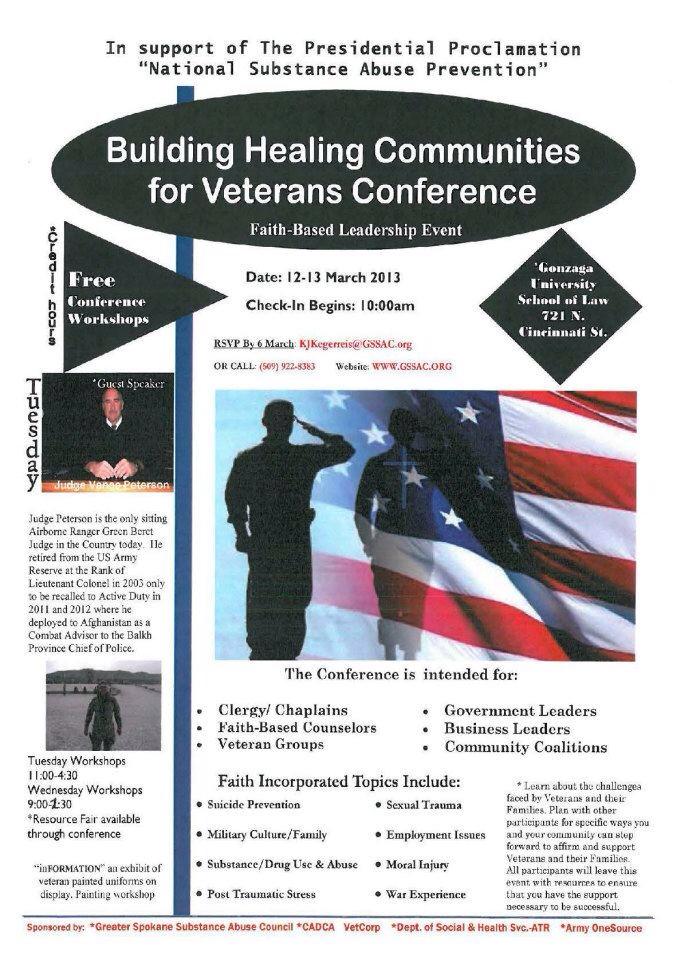 In support of The Presidential Proclamation
"National Substance Abuse Prevention"
Building Healing Communities
for Veterans Conference
Faith-Based Leadership Event
*Credit hours
Free
Conference
Workshops
Date: 12-13 March 2013
Check-In Begins: 10:00am
'Gonzaga
University
School of Law
721 N.
Cincinnati St.
RSVP By 6 March: KJKegerreis@GSSAC.org
OR CALL: (509) 922-8383 Website: WWW.GSSAC.ORG
Tuesday
*Guest Speaker
Judge Vance Peterson
Judge Peterson is the only sitting
Airborne Ranger Green Beret
Judge in the Country today. He
retired from the US Army
Reserve at the Rank of
Lieutenant Colonel in 2003 only
to be recalled to Active Duty in
2011 and 2012 where he
deployed to Afghanistan as a
Combat Advisor to the Balkh
Province Chief of Police.
Tuesday Workshops
11:00-4:30
Wednesday Workshops
9:00-2:30
*Resource Fair available
through conference
"inFORMATION" an exhibit of
veteran painted uniforms on
display. Painting workshop
The Conference is intended for:
• Clergy/ Chaplains
• Faith-Based Counselors
• Veteran Groups
• Government Leaders
• Business Leaders
• Community Coalitions
Faith Incorporated Topics Include:
• Suicide Prevention
• Military Culture/Family
• Substance/Drug Use & Abuse
• Post Traumatic Stress
• Sexual Trauma
• Employment Issues
• Moral Injury
• War Experience
* Learn about the challenges
faced by Veterans and their
Families. Plan with other
participants for specific ways you
and your community can step
forward to affirm and support
Veterans and their Families.
All participants will leave this
event with resources to ensure
that you have the support
necessary to be successful.
Sponsored by: *Greater Spokane Substance Abuse Council *CADCA VetCorp *Dept. of Social & Health Svc.-ATR *Army OneSource